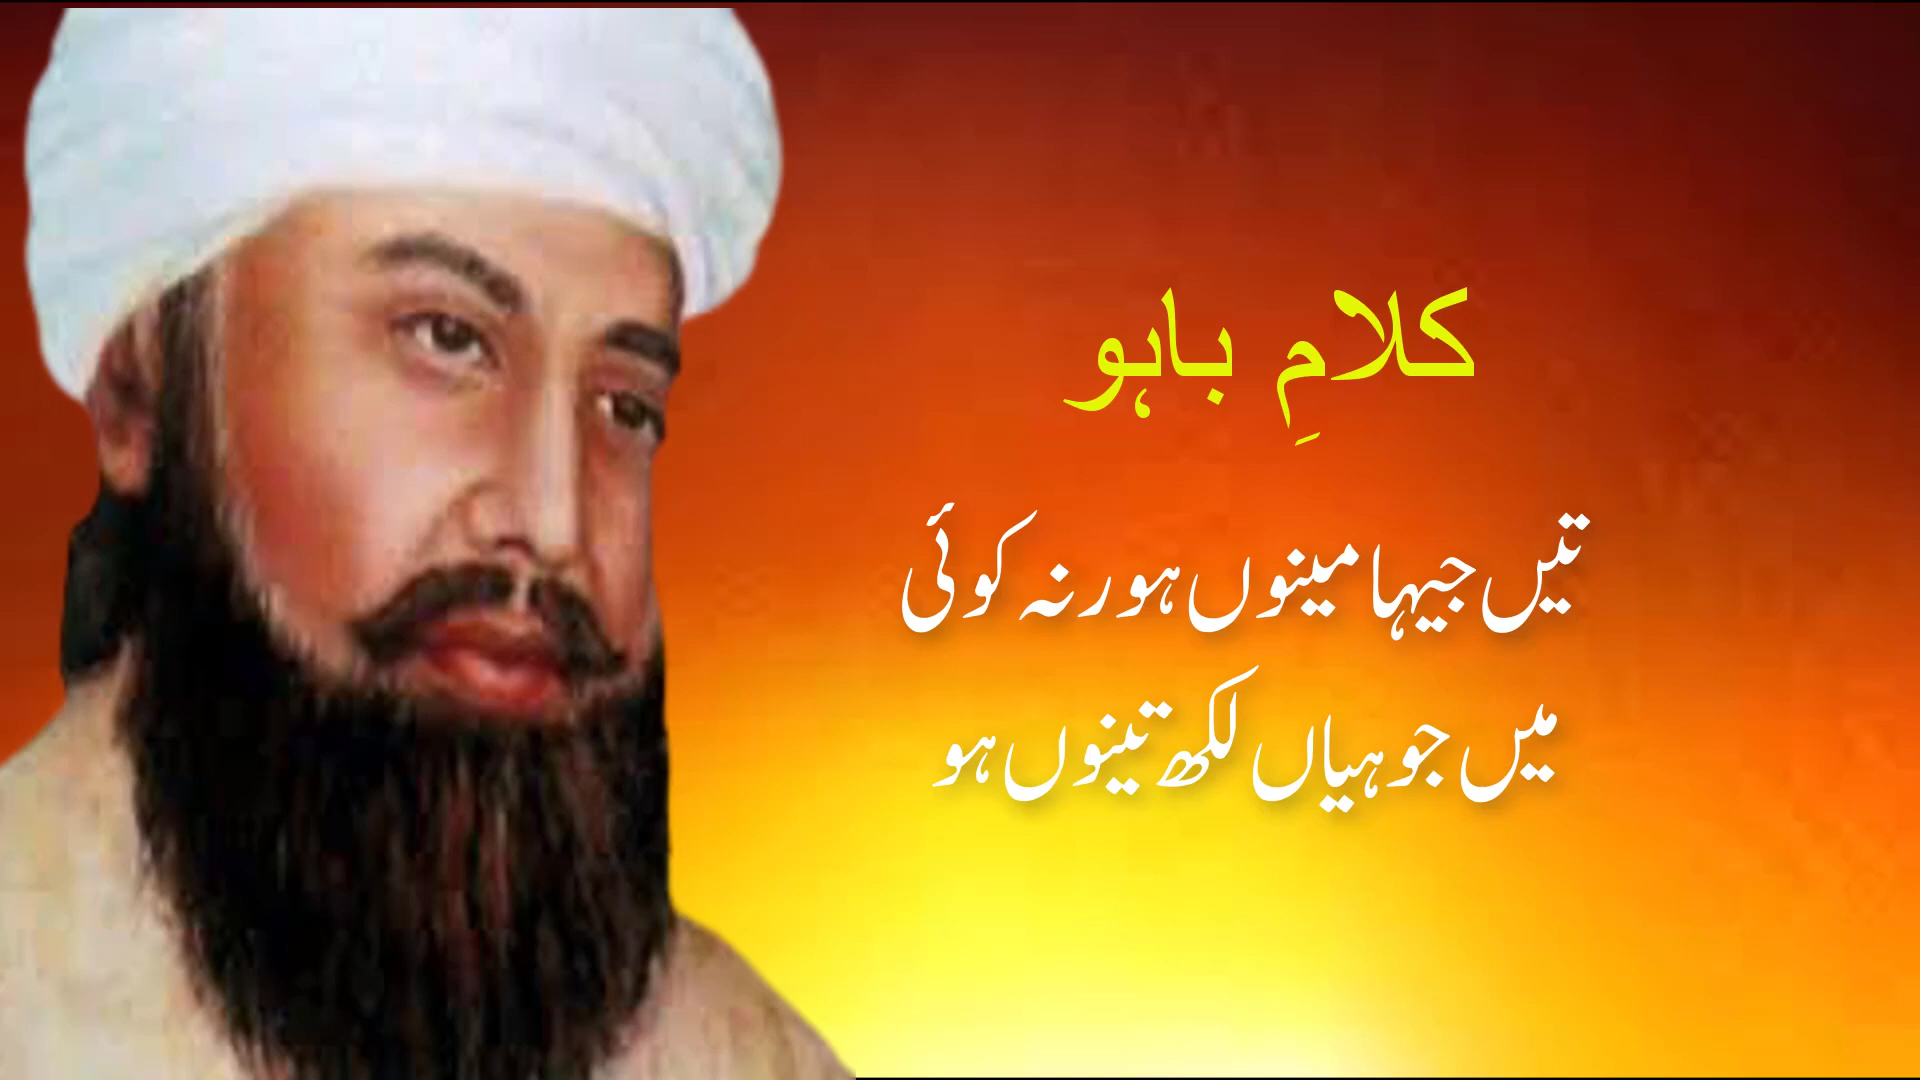 کلامِ باہو
تیں جیہا مینوں ہور نہ کوئی
میں جوہیاں لکھ تینوں ہو